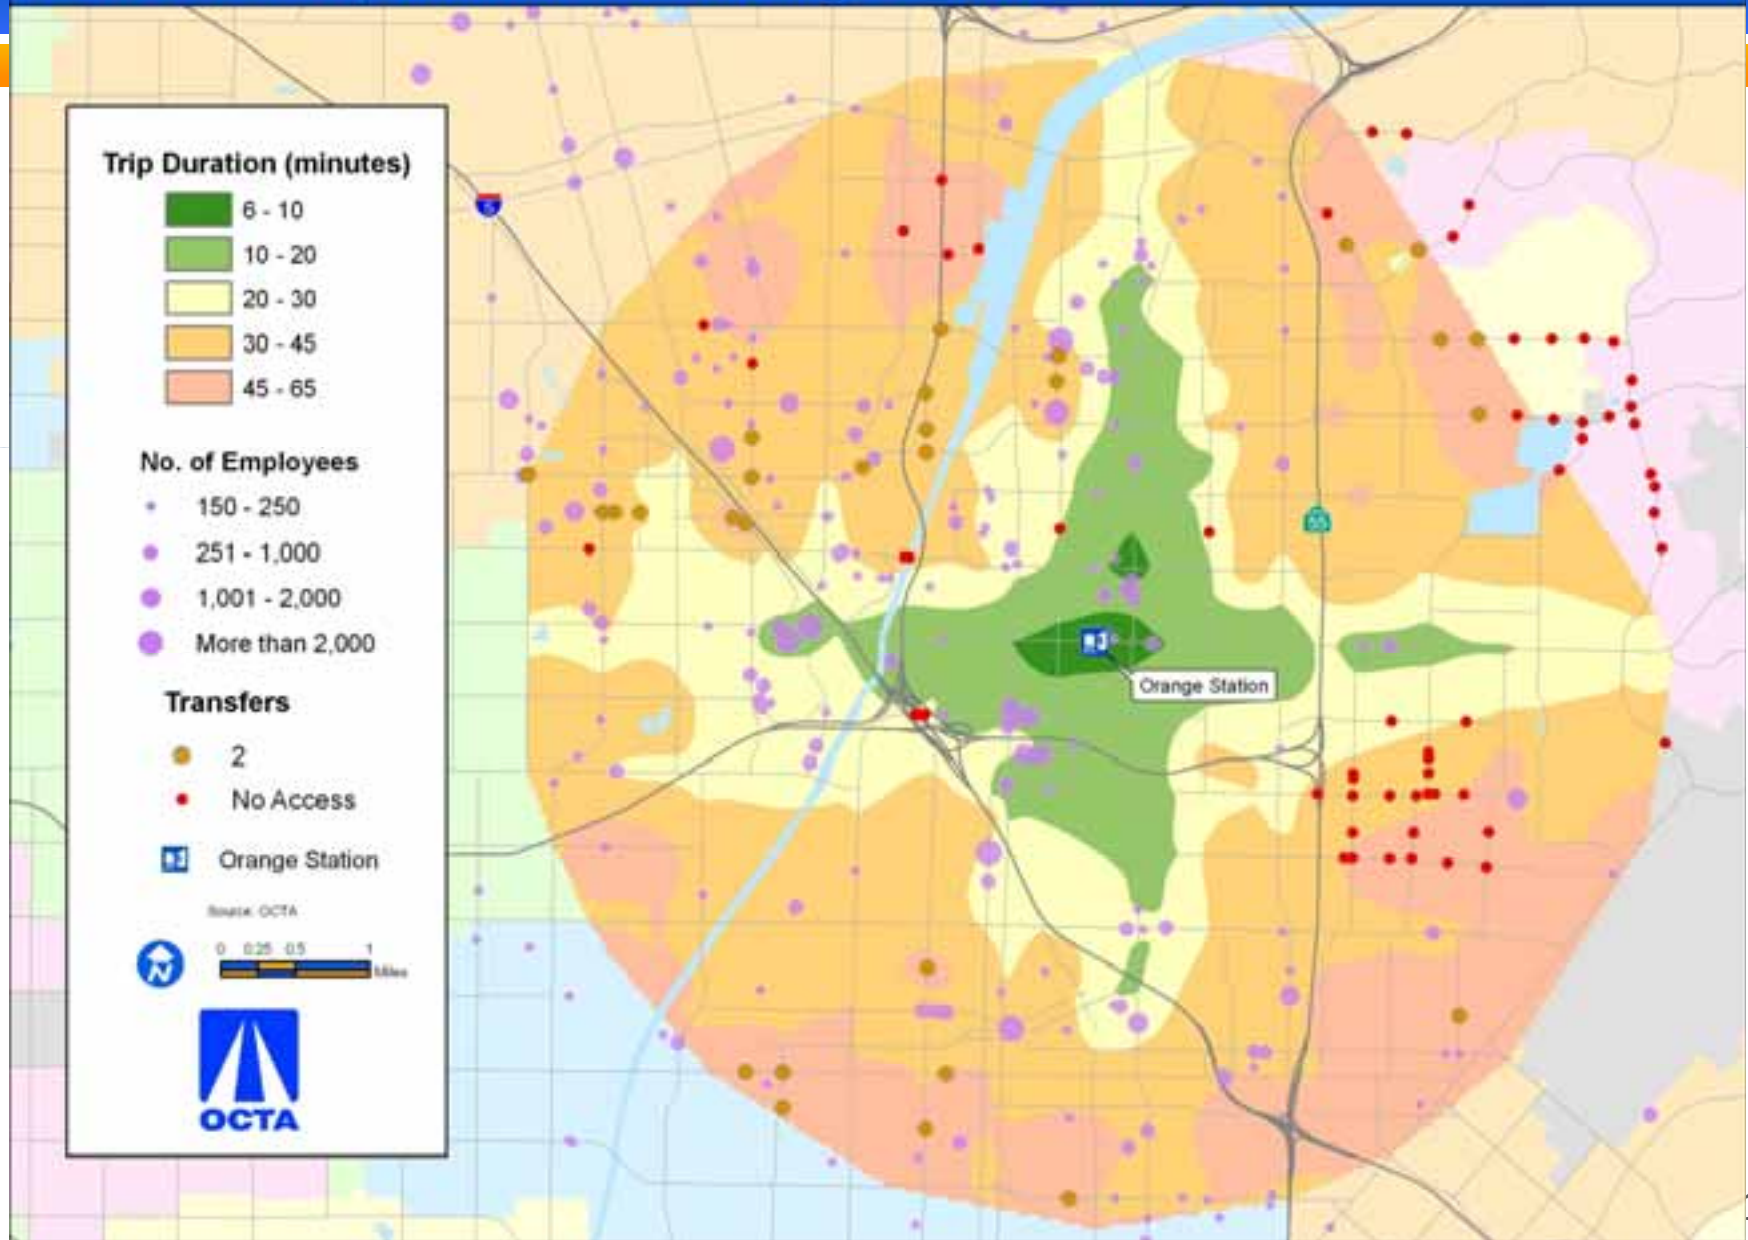 Trip Duration (minutes)
6 - 10
10 - 20
20 - 30
30 - 45
45 - 65
No. of Employees
150 - 250
251 - 1,000
1,001 - 2,000
More than 2,000
Transfers
2
No Access
Orange Station
Source: OCTA
0 0.25 0.5 1
Miles
N
OCTA
5
55
Orange Station